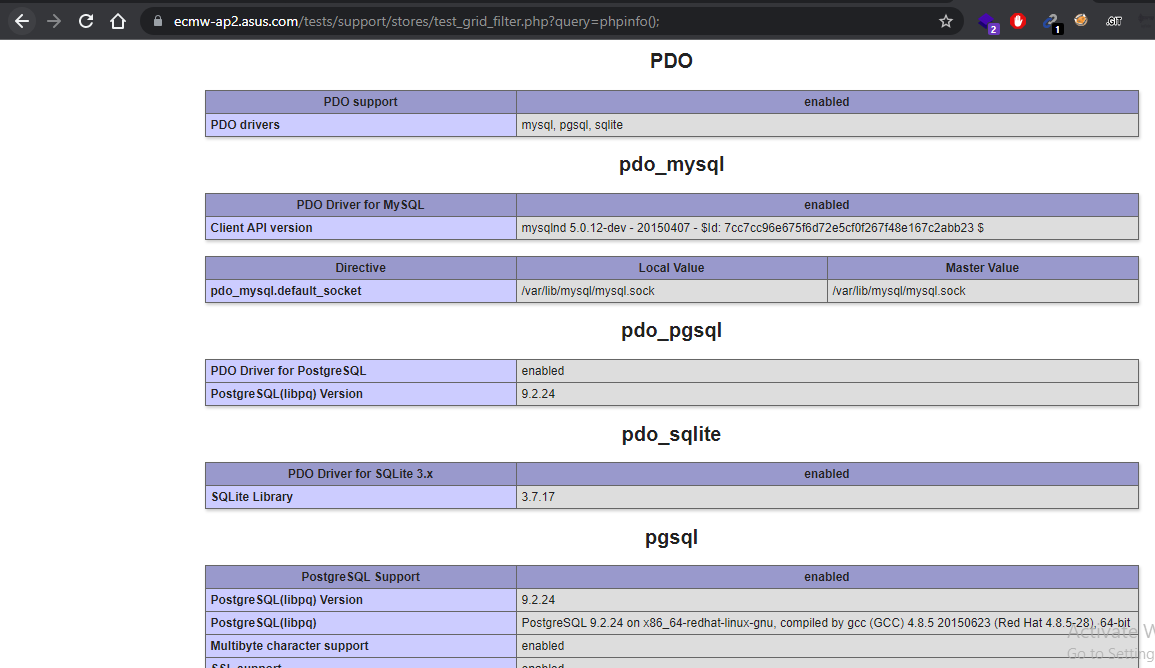 ecmw-ap2.asus.com/tests/support/stores/test_grid_filter.php?query=phpinfo();
2
1
.GIT
PDO
PDO support enabled
PDO drivers mysql, pgsql, sqlite
pdo_mysql
PDO Driver for MySQL enabled
Client API version mysqlnd 5.0.12-dev - 20150407 - $Id: 7cc7cc96e675f6d72e5cf0f267f48e167c2abb23 $
Directive Local Value Master Value
pdo_mysql.default_socket /var/lib/mysql/mysql.sock /var/lib/mysql/mysql.sock
pdo_pgsql
PDO Driver for PostgreSQL enabled
PostgreSQL(libpq) Version 9.2.24
pdo_sqlite
PDO Driver for SQLite 3.x enabled
SQLite Library 3.7.17
pgsql
PostgreSQL Support enabled
PostgreSQL(libpq) Version 9.2.24
PostgreSQL(libpq) PostgreSQL 9.2.24 on x86_64-redhat-linux-gnu, compiled by gcc (GCC) 4.8.5 20150623 (Red Hat 4.8.5-28), 64-bit
Activate W
Multibyte character support enabled
Go to Setting
SSL support enabled